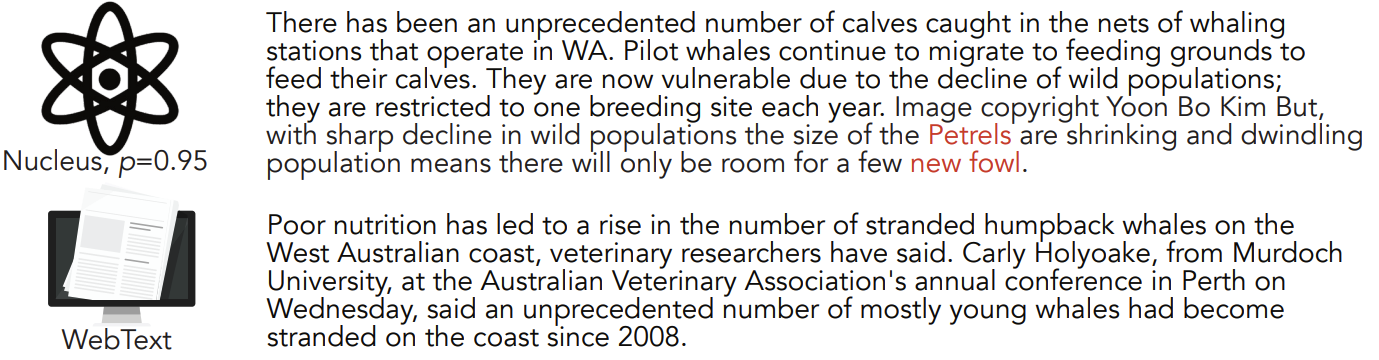 There has been an unprecedented number of calves caught in the nets of whaling
stations that operate in WA. Pilot whales continue to migrate to feeding grounds to
feed their calves. They are now vulnerable due to the decline of wild populations;
they are restricted to one breeding site each year. Image copyright Yoon Bo Kim But,
with sharp decline in wild populations the size of the Petrels are shrinking and dwindling
population means there will only be room for a few new fowl.
Nucleus, p=0.95
Poor nutrition has led to a rise in the number of stranded humpback whales on the
West Australian coast, veterinary researchers have said. Carly Holyoake, from Murdoch
University, at the Australian Veterinary Association's annual conference in Perth on
Wednesday, said an unprecedented number of mostly young whales had become
stranded on the coast since 2008.
WebText